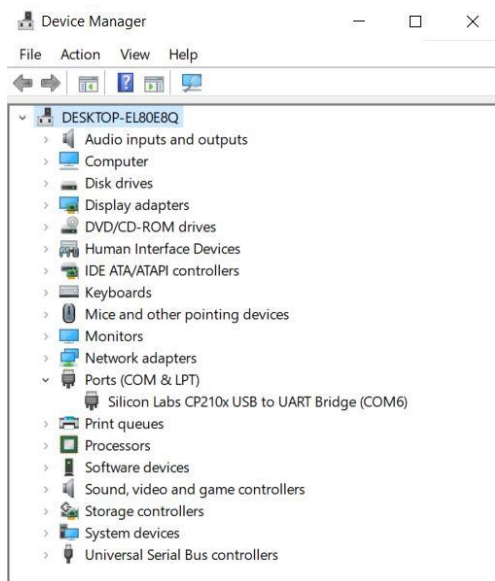 Device Manager
File Action View Help
DESKTOP-EL80E8Q
Audio inputs and outputs
Computer
Disk drives
Display adapters
DVD/CD-ROM drives
Human Interface Devices
IDE ATA/ATAPI controllers
Keyboards
Mice and other pointing devices
Monitors
Network adapters
Ports (COM & LPT)
Silicon Labs CP210x USB to UART Bridge (COM6)
Print queues
Processors
Software devices
Sound, video and game controllers
Storage controllers
System devices
Universal Serial Bus controllers